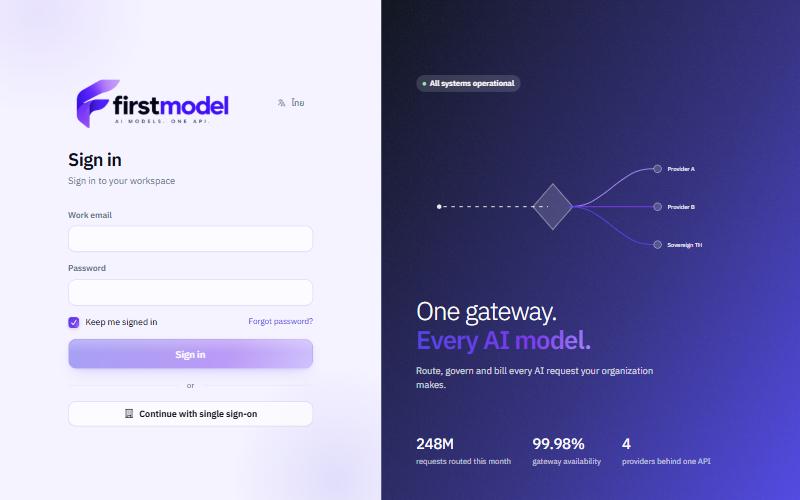 firstmodel
AI MODELS. ONE API.
ไทย
Sign in
Sign in to your workspace
Work email
Password
Keep me signed in
Forgot password?
Sign in
or
Continue with single sign-on
All systems operational
Provider A
Provider B
Sovereign TH
One gateway.
Every AI model.
Route, govern and bill every AI request your organization
makes.
248M
requests routed this month
99.98%
gateway availability
4
providers behind one API